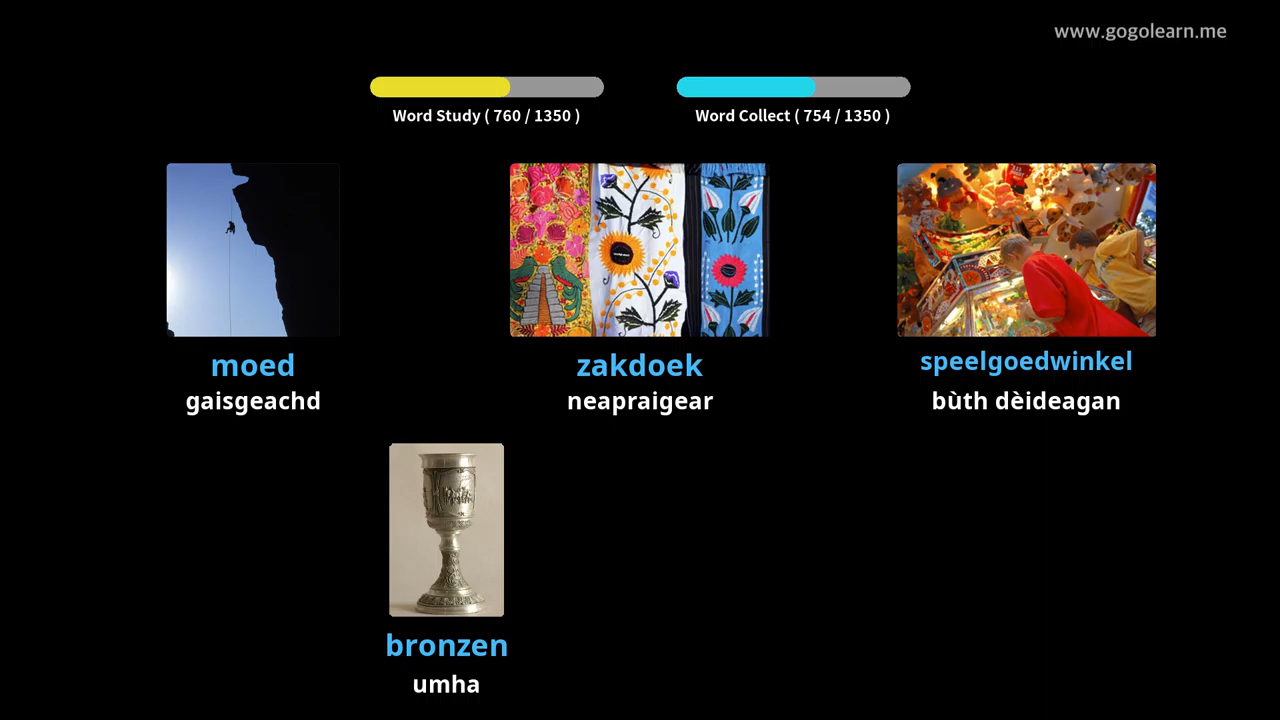 www.gogolearn.me
Word Study ( 760 / 1350 )
Word Collect ( 754 / 1350 )
moed
gaisgeachd
zakdoek
neapraigear
speelgoedwinkel
bùth dèideagan
bronzen
umha